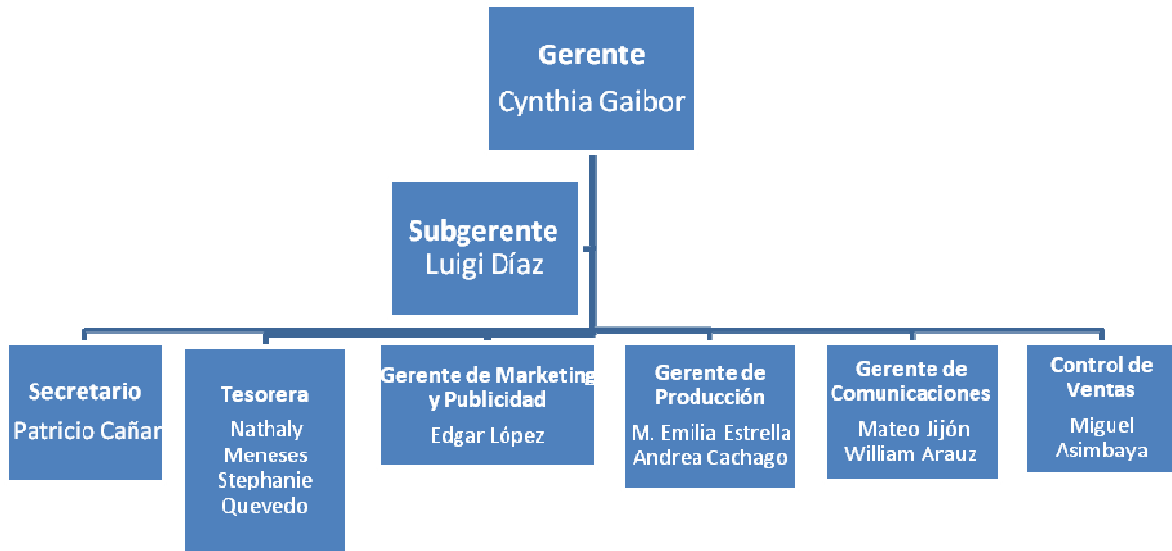 Gerente
Cynthia Gaibor
Subgerente
Luigi Díaz
Secretario
Patricio Cañar
Tesorera
Nathaly
Meneses
Stephanie
Quevedo
Gerente de Marketing
y Publicidad
Edgar López
Gerente de
Producción
M. Emilia Estrella
Andrea Cachago
Gerente de
Comunicaciones
Mateo Jijón
William Arauz
Control de
Ventas
Miguel
Asimbaya